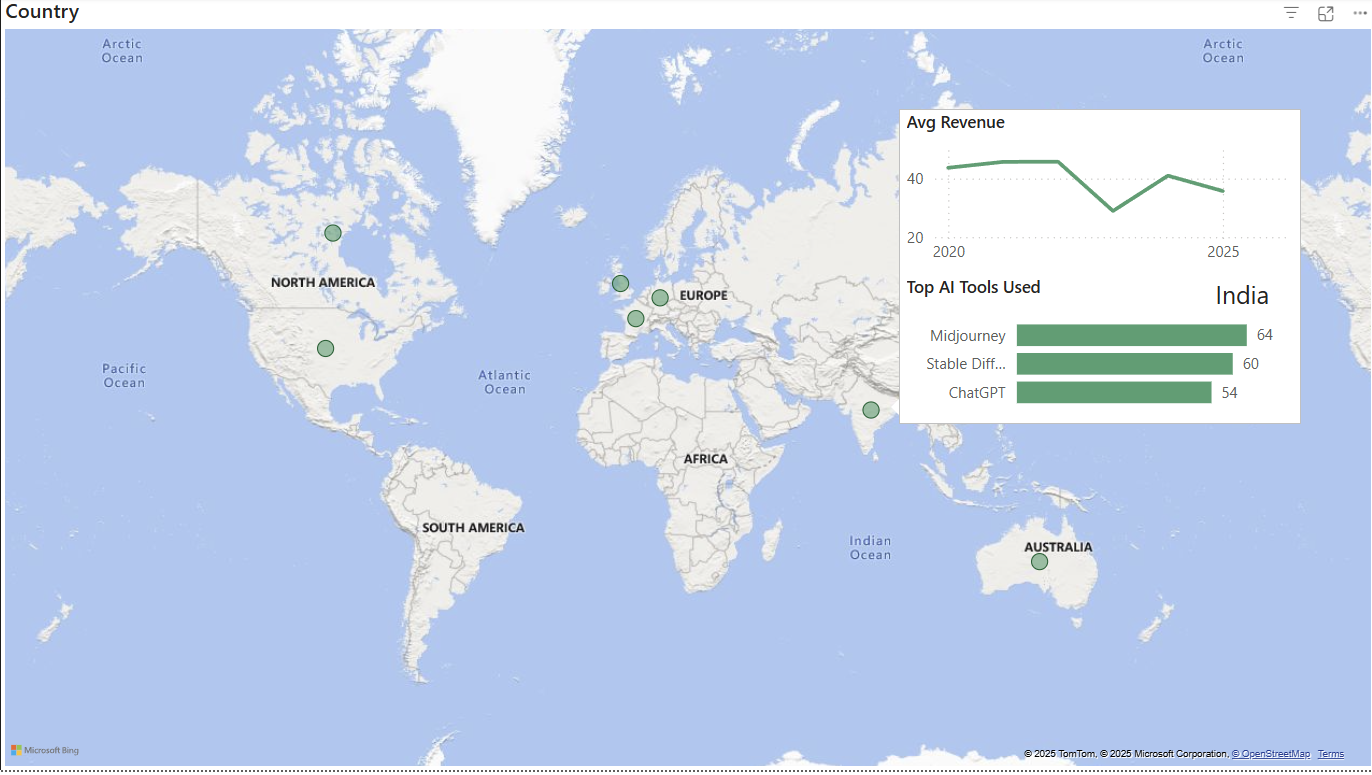 Country
Arctic
Ocean
Arctic
Ocean
Avg Revenue
40
20
2020
2025
Top AI Tools Used
India
Midjourney
64
Stable Diff...
60
ChatGPT
54
NORTH AMERICA
EUROPE
Pacific
Ocean
Atlantic
Ocean
AFRICA
SOUTH AMERICA
Indian
Ocean
AUSTRALIA
Microsoft Bing
© 2025 TomTom, © 2025 Microsoft Corporation, © OpenStreetMap Terms